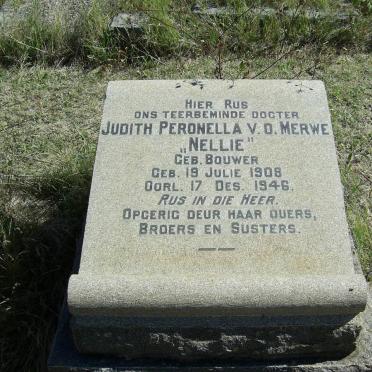 HIER RUS
ONS TEERBEMINDE DOGTER
JUDITH PERONELLA V.D. MERWE
„NELLIE"
GEB. BOUWER
GEB. 19 JULIE 1908
OORL. 17 DES. 1946.
RUS IN DIE HEER.
OPGERIG DEUR HAAR OUERS,
BROERS EN SUSTERS.